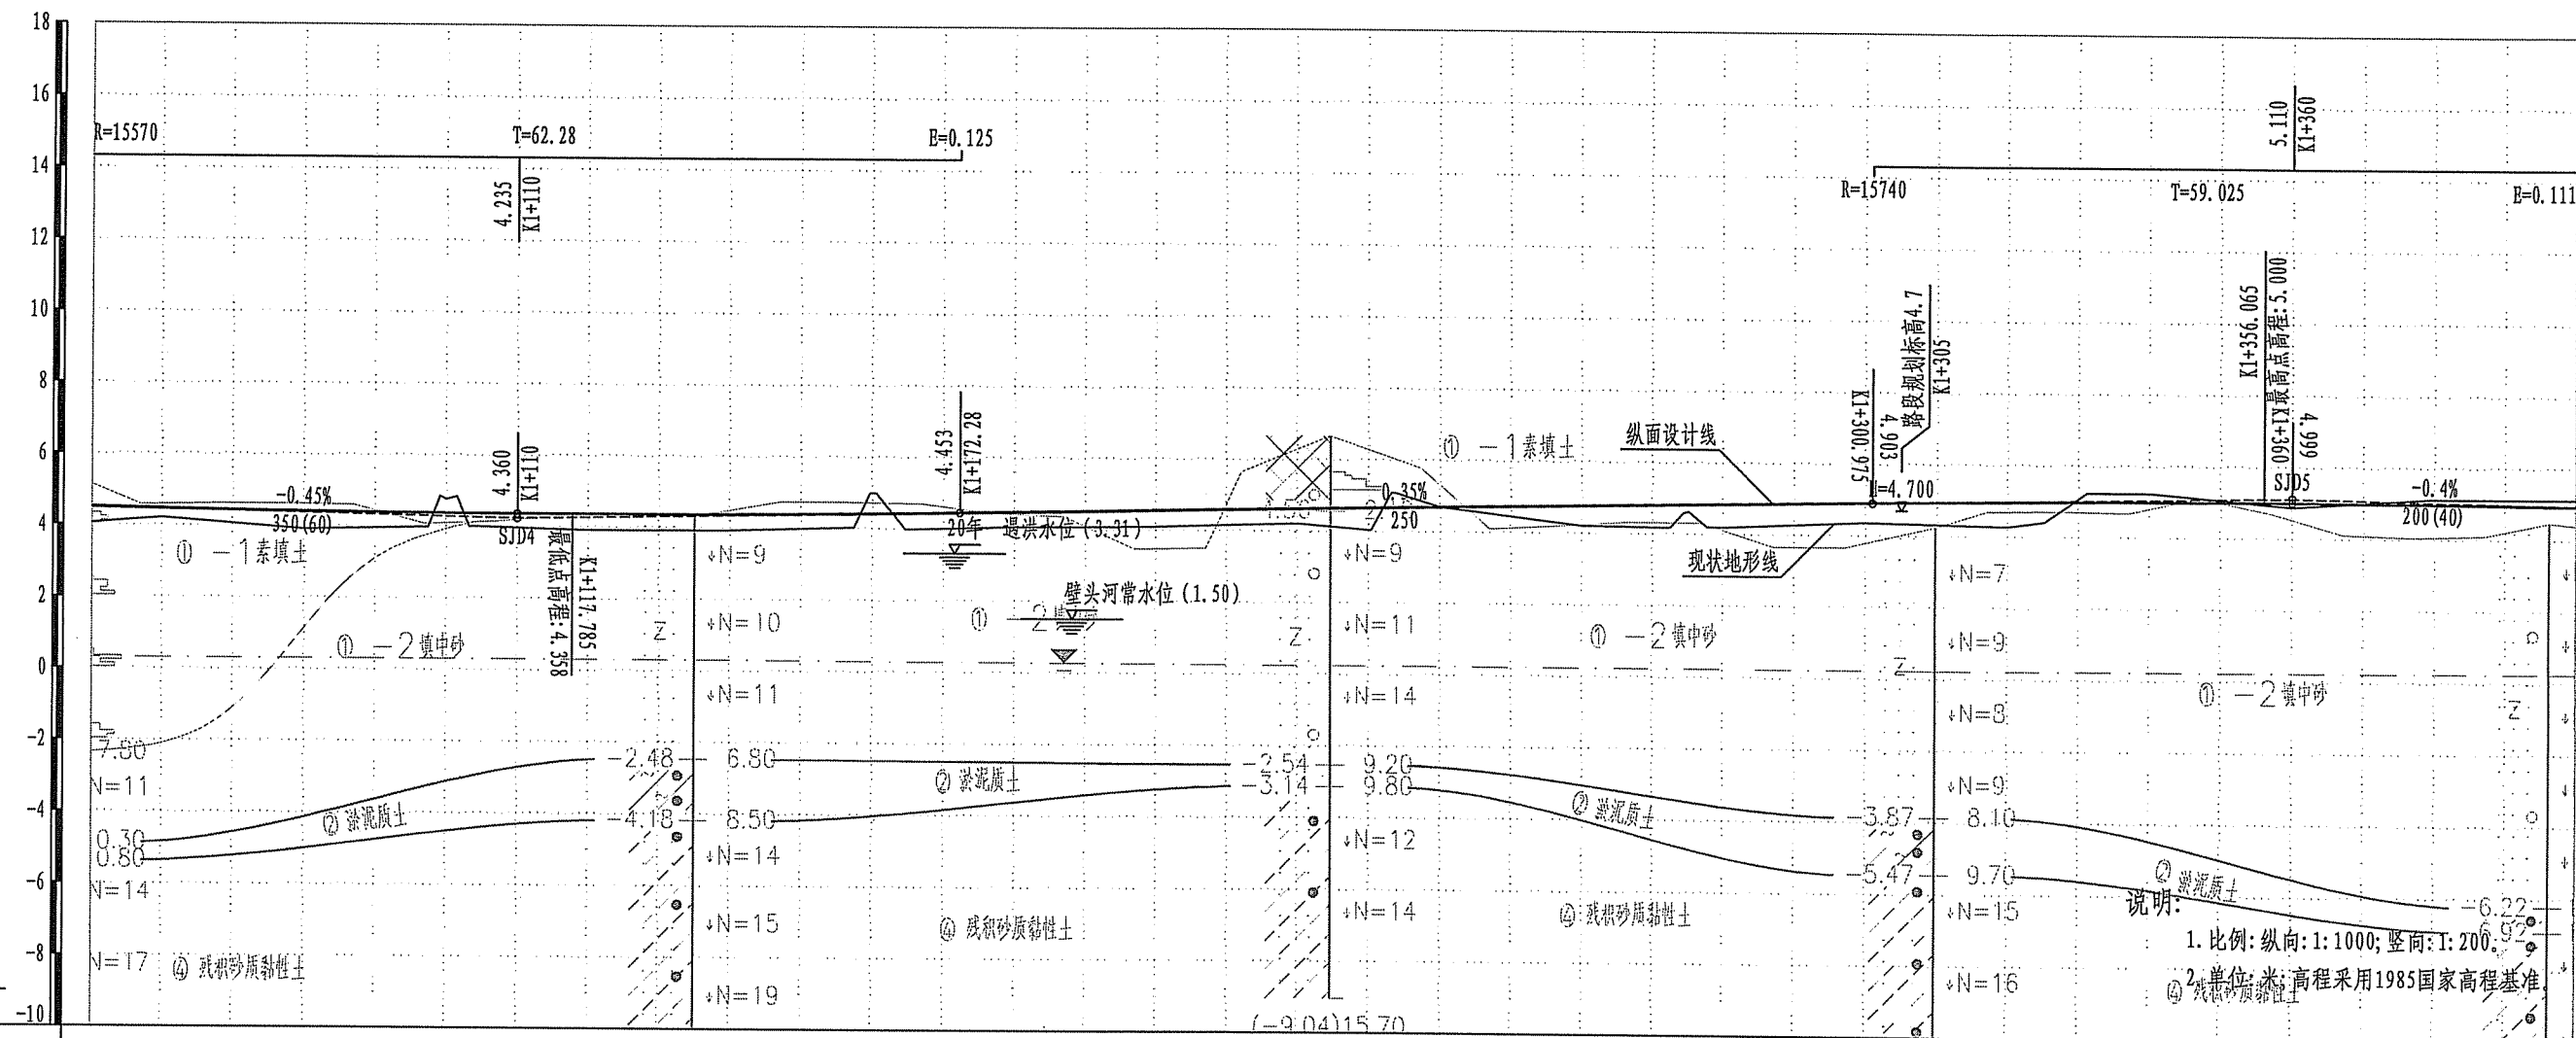 18
16
14
12
10
8
6
4
2
0
-2
-4
-6
-8
-10
R=15570
T=62.28
E=0.125
4.235
K1+110
5.110
K1+360
R=15740
T=59.025
E=0.111
4.360
K1+110
4.453
K1+172.28
K1+300.975
4.903
路段规划标高4.7
K1+305
K1+356.065
最高点高程:5.000
K1+360
4.999
① -1素填土
纵面设计线
-0.45%
350(60)
SJD4
20年
遇洪水位(3.31)
0.35%
250
=4.700
SJD5
-0.4%
200(40)
① -1素填土
最低点高程:4.358
K1+117.785
现状地形线
壁头河常水位(1.50)
① -2填中砂
① -2
① -2填中砂
① -2填中砂
Z
Z
Z
Z
N=9
N=10
N=11
N=9
N=11
N=14
N=7
N=9
N=8
N=9
7.80
N=11
0.30
0.80
N=14
N=17
-2.48
6.80
-4.18
8.50
N=14
N=15
N=19
-2.54
9.20
-3.14
9.80
N=12
N=14
-3.87
8.10
-5.47
9.70
N=15
N=16
-6.22
-6.92
② 淤泥质土
② 淤泥质土
② 淤泥质土
② 淤泥质土
④ 残积砂质黏性土
④ 残积砂质黏性土
④ 残积砂质黏性土
④ 残积砂质黏性土
(-9.04)15.70
说明:
1.比例:纵向:1:1000;竖向:1:200。
2.单位:米;高程采用1985国家高程基准